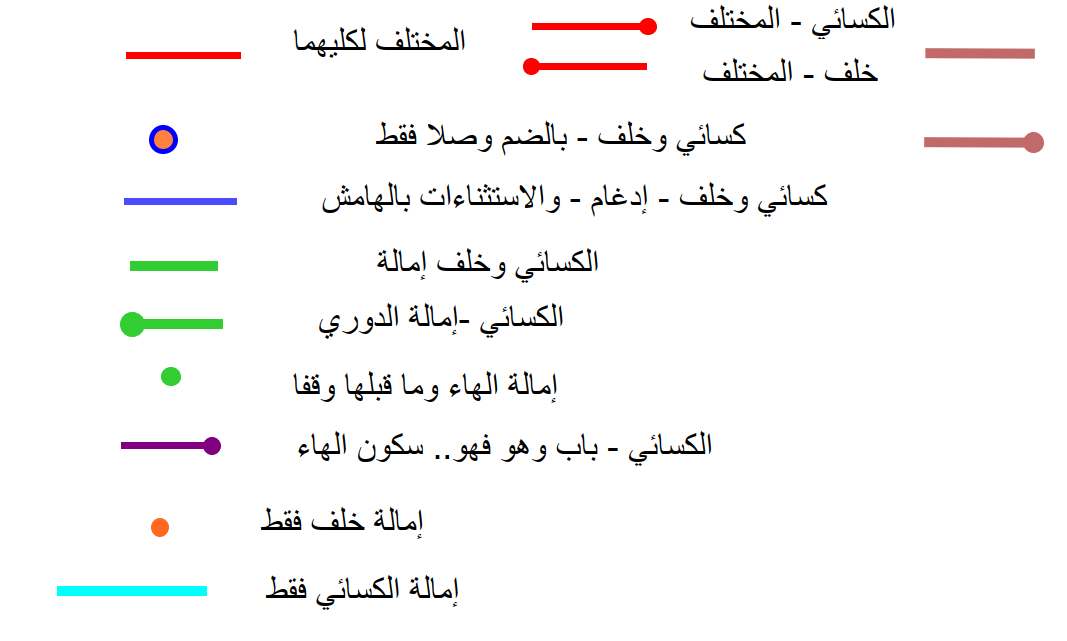 الكسائي - المختلف
المختلف لكليهما
خلف - المختلف
كسائي وخلف - بالضم وصلا فقط
كسائي وخلف - إدغام - والاستثناءات بالهامش
الكسائي وخلف إمالة
الكسائي -إمالة الدوري
إمالة الهاء وما قبلها وقفا
الكسائي - باب وهو فهو.. سكون الهاء
إمالة خلف فقط
إمالة الكسائي فقط